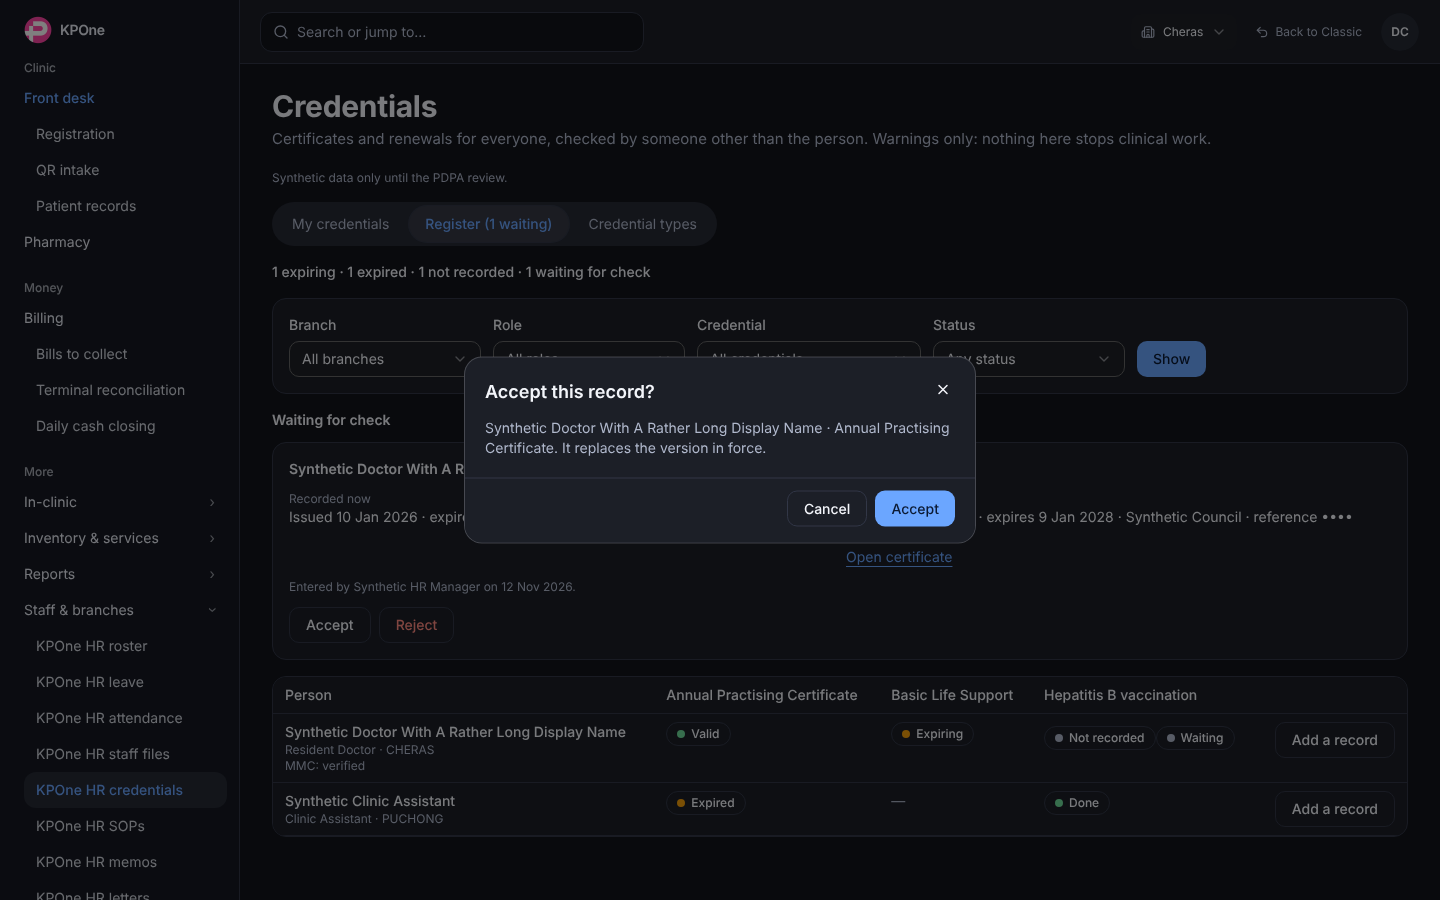 KPOne
Search or jump to...
Cheras
Back to Classic
DC
Clinic
Front desk
Registration
QR intake
Patient records
Pharmacy
Money
Billing
Bills to collect
Terminal reconciliation
Daily cash closing
More
In-clinic
Inventory & services
Reports
Staff & branches
KPOne HR roster
KPOne HR leave
KPOne HR attendance
KPOne HR staff files
KPOne HR credentials
KPOne HR SOPs
KPOne HR memos
KPOne HR letters
Credentials
Certificates and renewals for everyone, checked by someone other than the person. Warnings only: nothing here stops clinical work.
Synthetic data only until the PDPA review.
My credentials
Register (1 waiting)
Credential types
1 expiring · 1 expired · 1 not recorded · 1 waiting for check
Branch
Role
Credential
Status
All branches
status
Show
Accept this record?
Synthetic Doctor With A Rather Long Display Name · Annual Practising
Certificate. It replaces the version in force.
Cancel
Accept
Waiting for check
Synthetic Doctor With A R
Recorded now
Issued 10 Jan 2026 · expire
· expires 9 Jan 2028 · Synthetic Council · reference ••••
Open certificate
Entered by Synthetic HR Manager on 12 Nov 2026.
Accept
Reject
Person
Annual Practising Certificate
Basic Life Support
Hepatitis B vaccination
Synthetic Doctor With A Rather Long Display Name
Resident Doctor · CHERAS
MMC: verified
Valid
Expiring
Not recorded
Waiting
Add a record
Synthetic Clinic Assistant
Clinic Assistant · PUCHONG
Expired
—
Done
Add a record